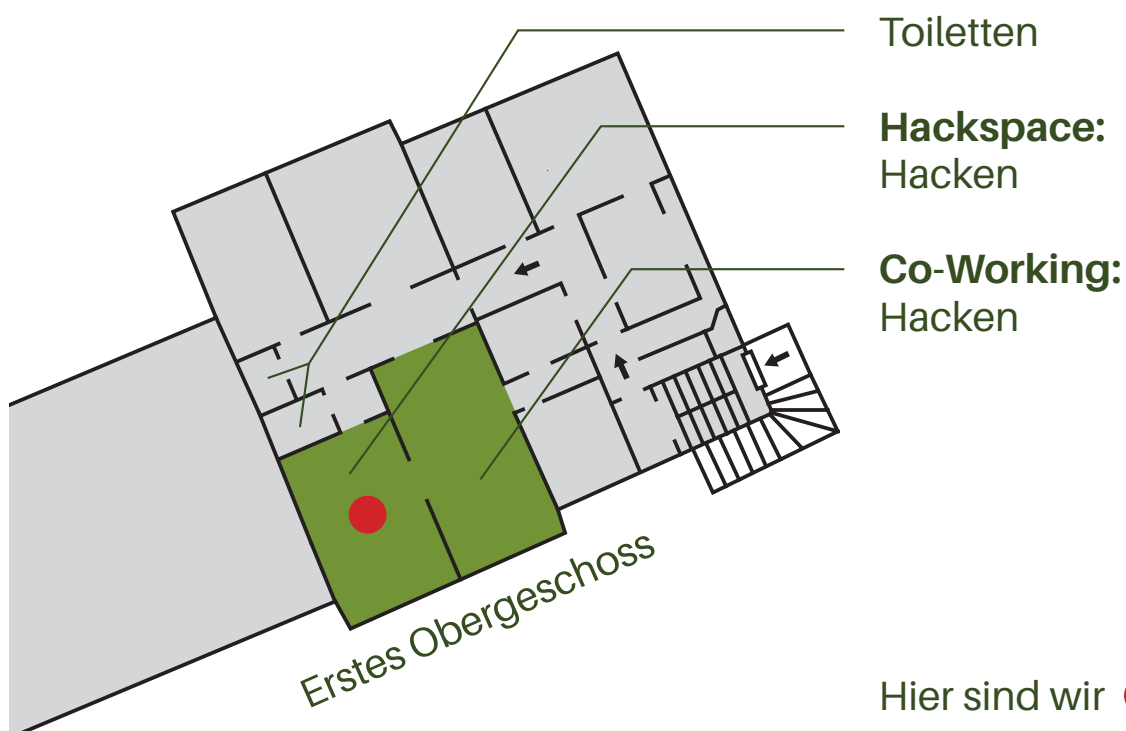 Toiletten
Hackspace:
Hacken
Co-Working:
Hacken
Erstes Obergeschoss
Hier sind wir